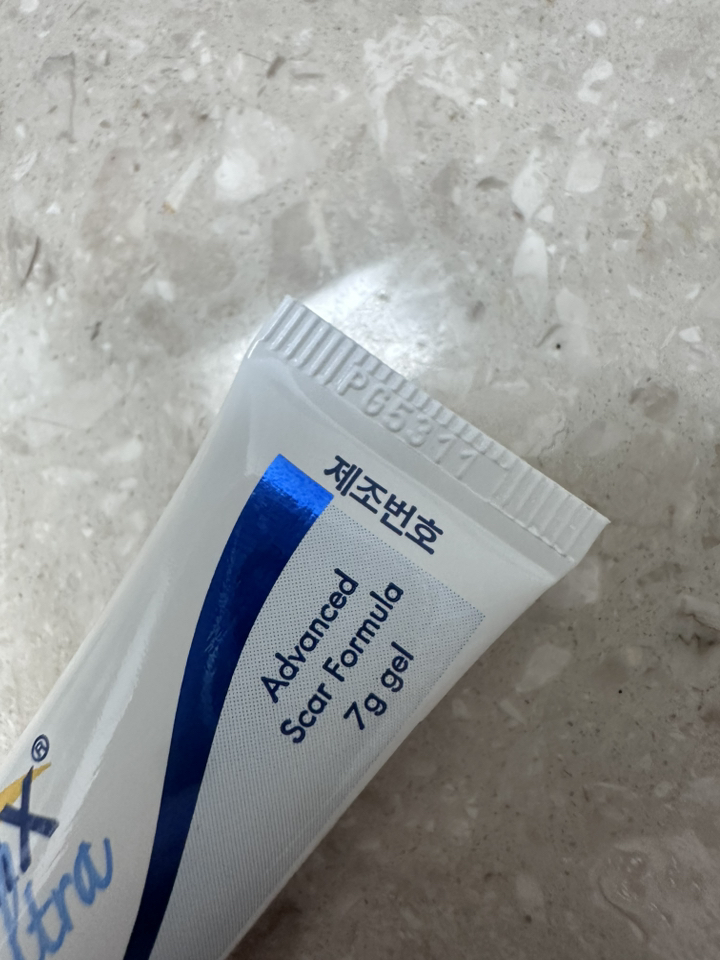 PG5311
제조번호
Advanced
Scar Formula
7g gel
®